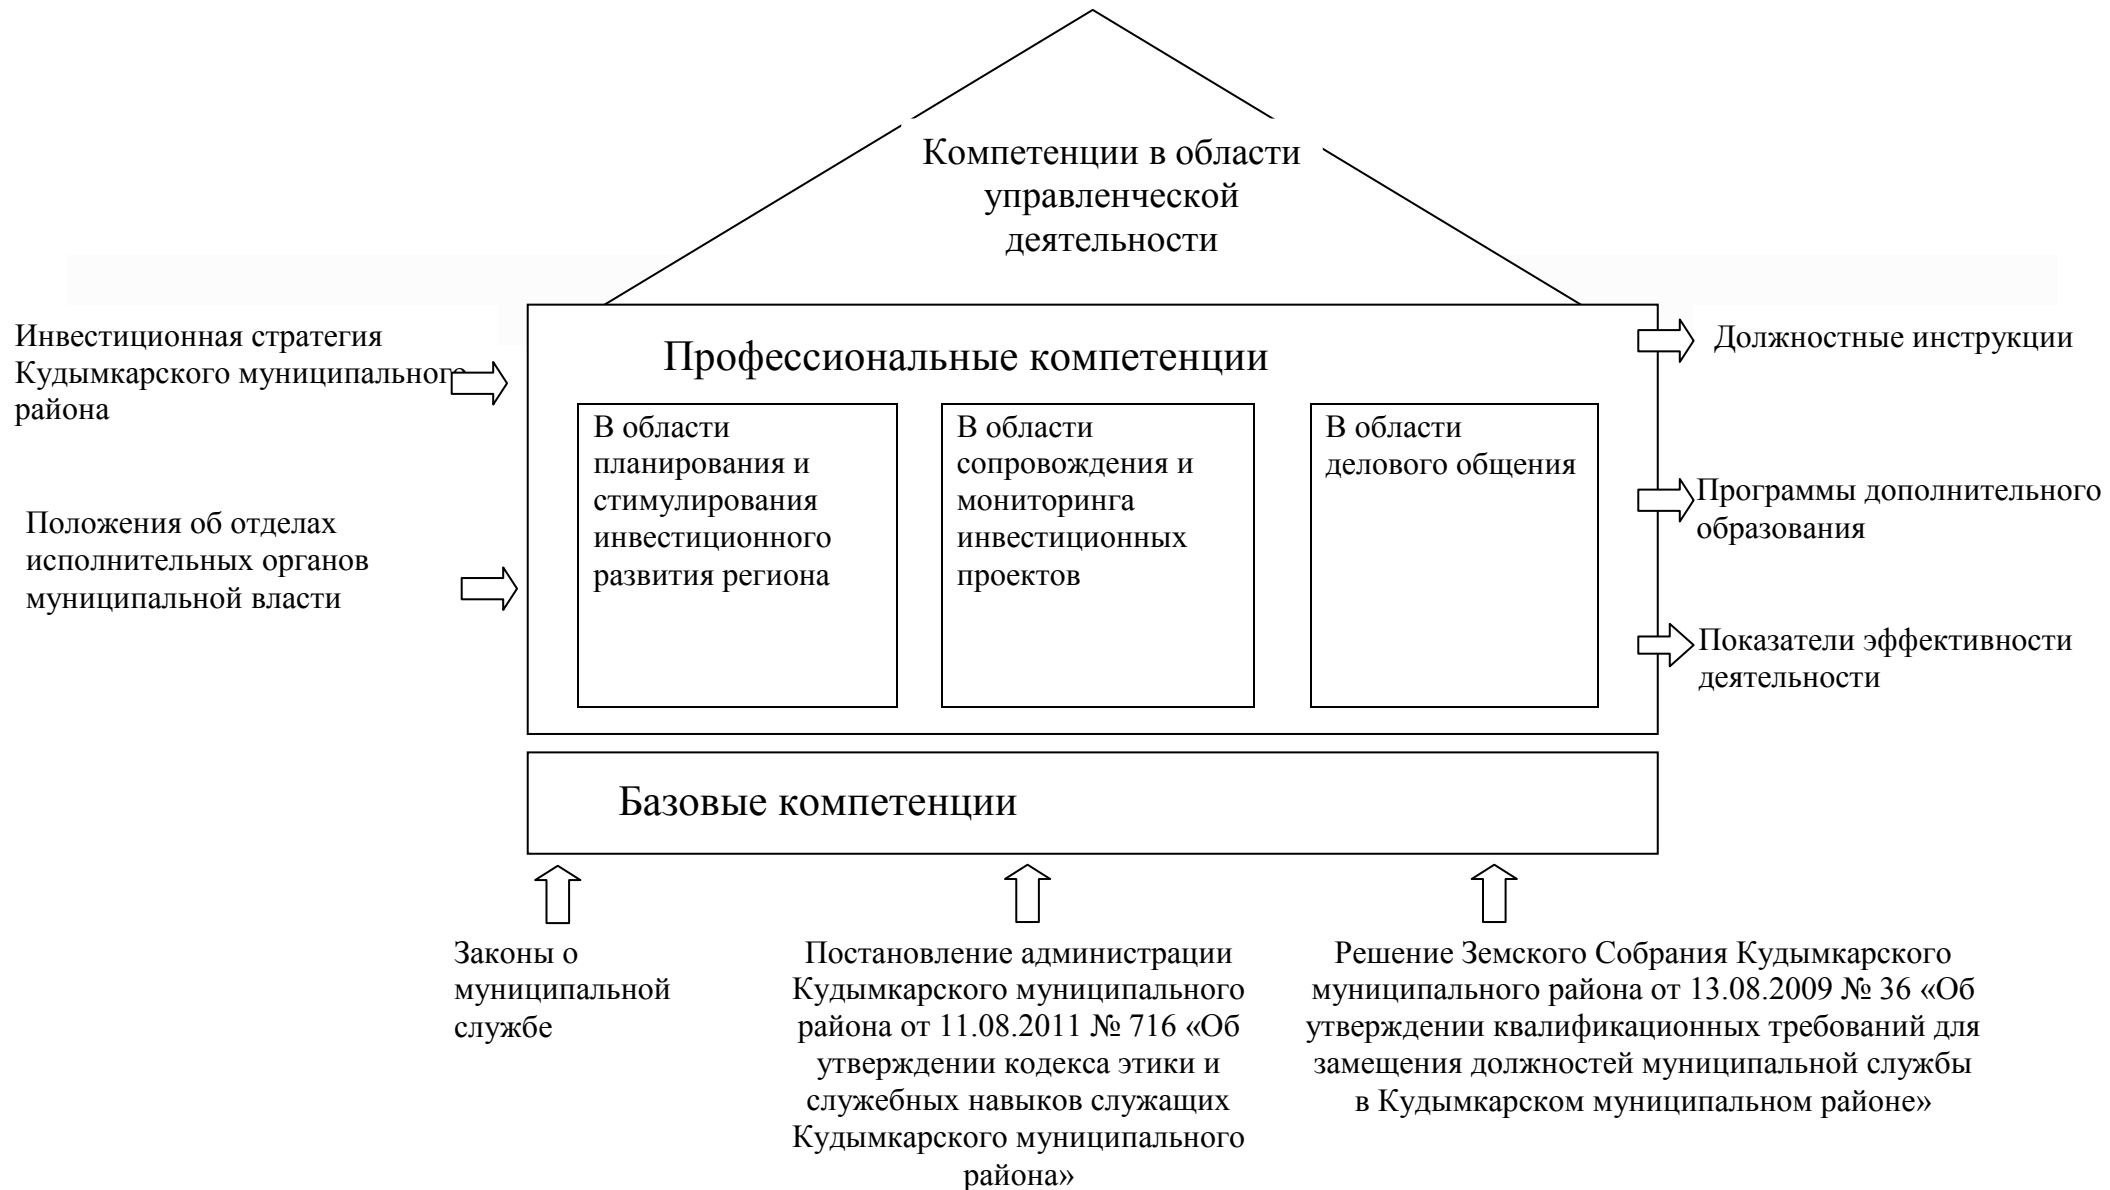 Компетенции в области
управленческой
деятельности
Инвестиционная стратегия
Кудымкарского муниципального
района
Положения об отделах
исполнительных органов
муниципальной власти
Профессиональные компетенции
В области
планирования и
стимулирования
инвестиционного
развития региона
В области
сопровождения и
мониторинга
инвестиционных
проектов
В области
делового общения
Должностные инструкции
Программы дополнительного
образования
Показатели эффективности
деятельности
Базовые компетенции
Законы о
муниципальной
службе
Постановление администрации
Кудымкарского муниципального
района от 11.08.2011 № 716 «Об
утверждении кодекса этики и
служебных навыков служащих
Кудымкарского муниципального
района»
Решение Земского Собрания Кудымкарского
муниципального района от 13.08.2009 № 36 «Об
утверждении квалификационных требований для
замещения должностей муниципальной службы
в Кудымкарском муниципальном районе»